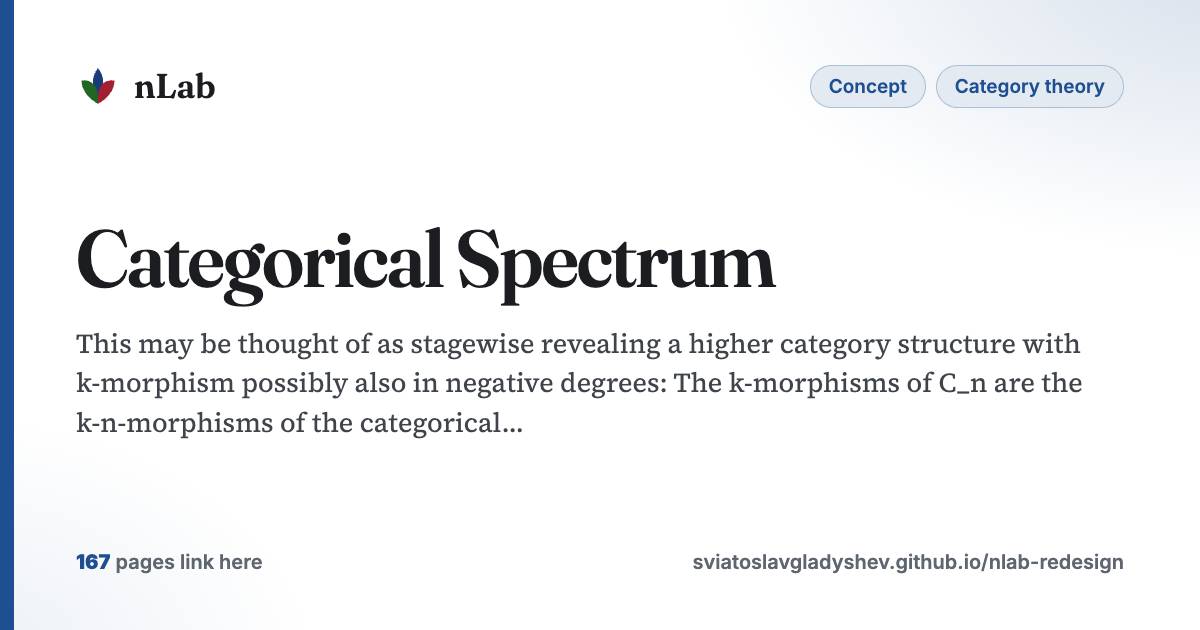 nLab
Concept
Category theory
Categorical Spectrum
This may be thought of as stagewise revealing a higher category structure with
k-morphism possibly also in negative degrees: The k-morphisms of C_n are the
k-n-morphisms of the categorical...
167 pages link here
sviatoslavgladyshev.github.io/nlab-redesign